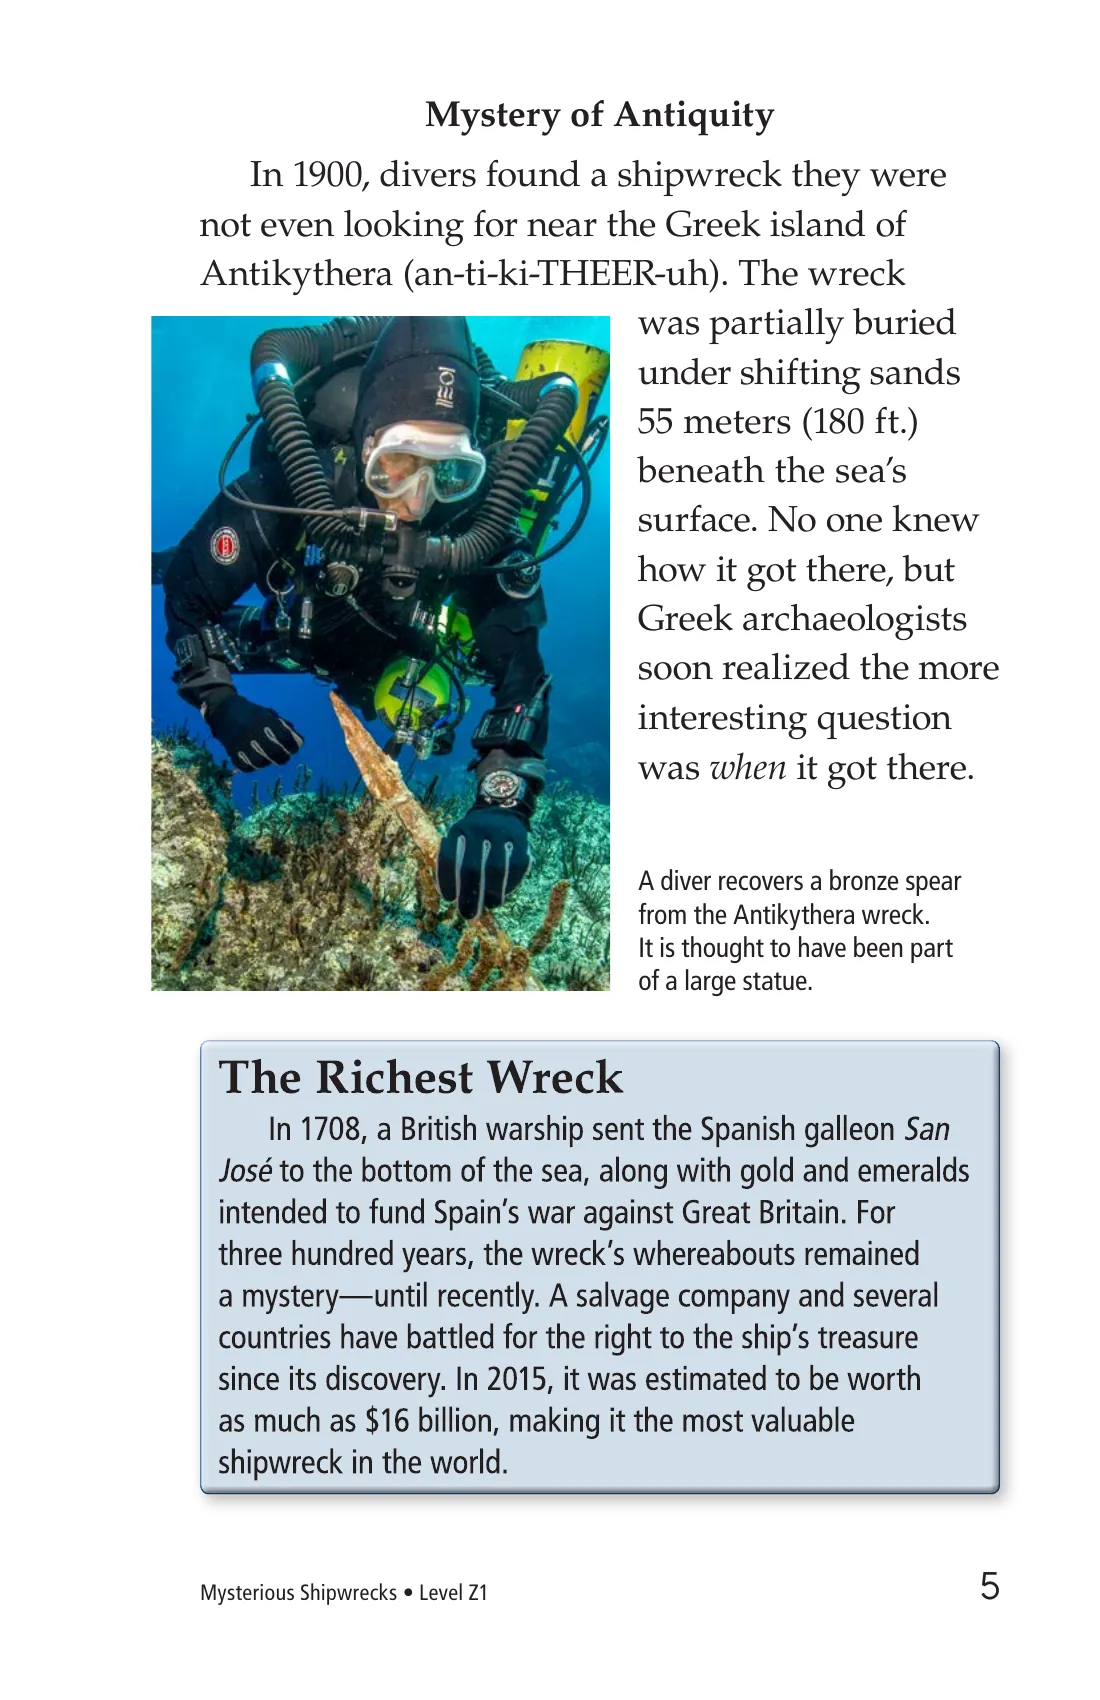 Mystery of Antiquity
In 1900, divers found a shipwreck they were
not even looking for near the Greek island of
Antikythera (an-ti-ki-THEER-uh). The wreck
was partially buried
under shifting sands
55 meters (180 ft.)
beneath the sea’s
surface. No one knew
how it got there, but
Greek archaeologists
soon realized the more
interesting question
was when it got there.
A diver recovers a bronze spear
from the Antikythera wreck.
It is thought to have been part
of a large statue.
The Richest Wreck
In 1708, a British warship sent the Spanish galleon San
José to the bottom of the sea, along with gold and emeralds
intended to fund Spain’s war against Great Britain. For
three hundred years, the wreck’s whereabouts remained
a mystery—until recently. A salvage company and several
countries have battled for the right to the ship’s treasure
since its discovery. In 2015, it was estimated to be worth
as much as $16 billion, making it the most valuable
shipwreck in the world.
Mysterious Shipwrecks • Level Z1
5